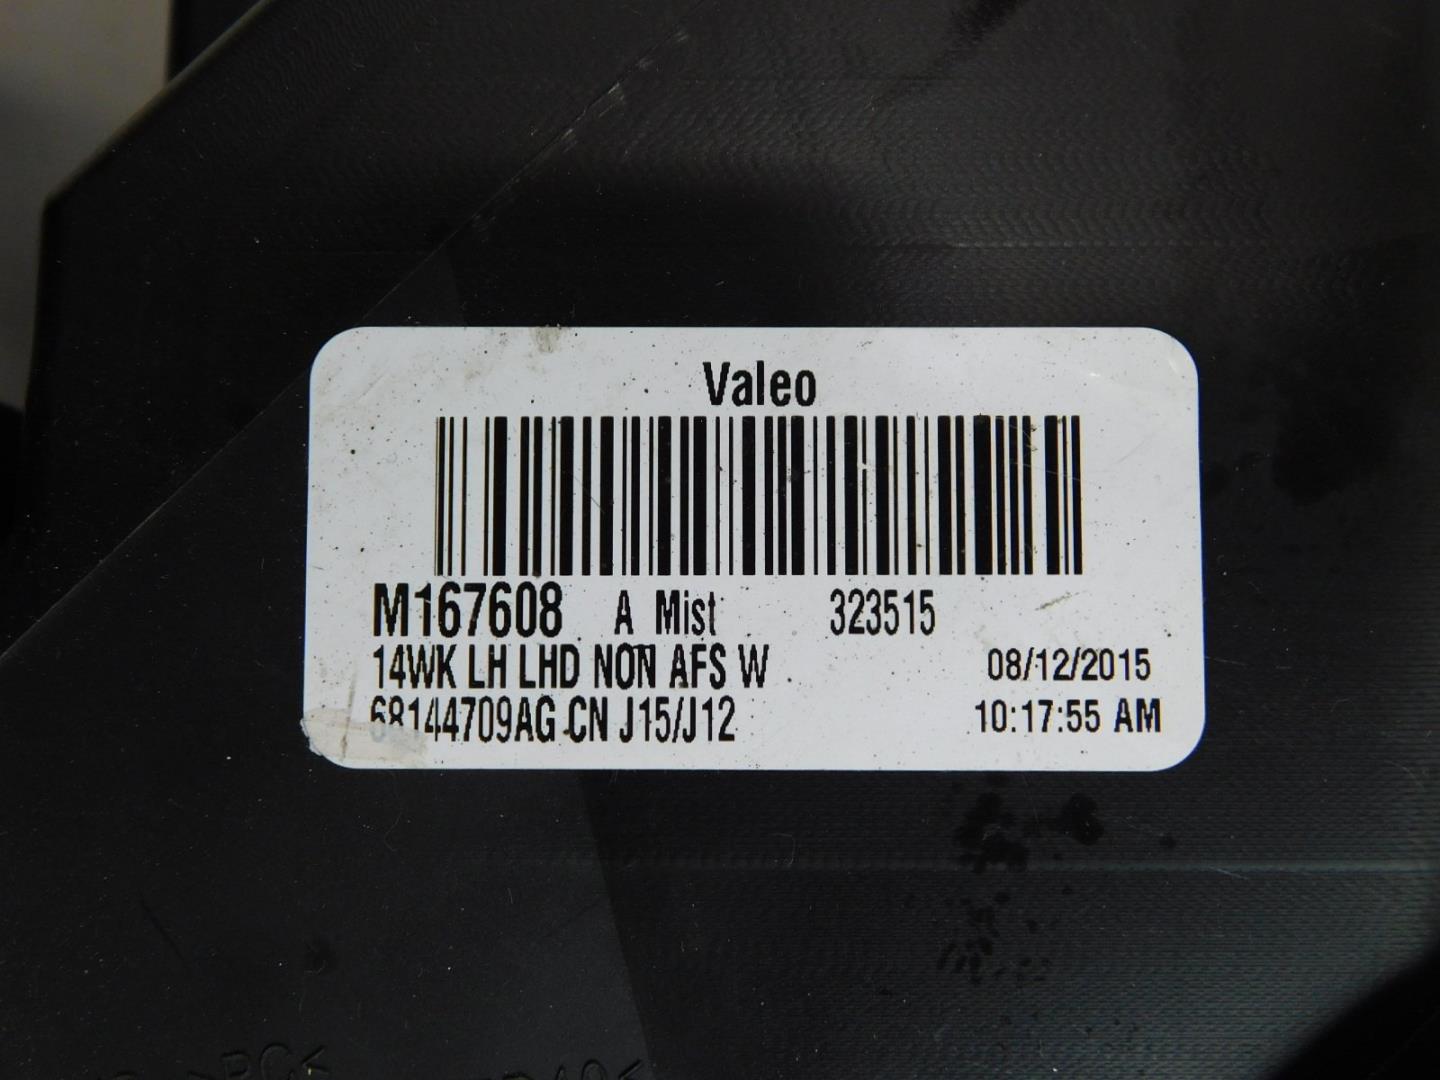 Valeo
M167608 A Mist 323515
14WK LH LHD NON AFS W 08/12/2015
68144709AG CN J15/J12 10:17:55 AM